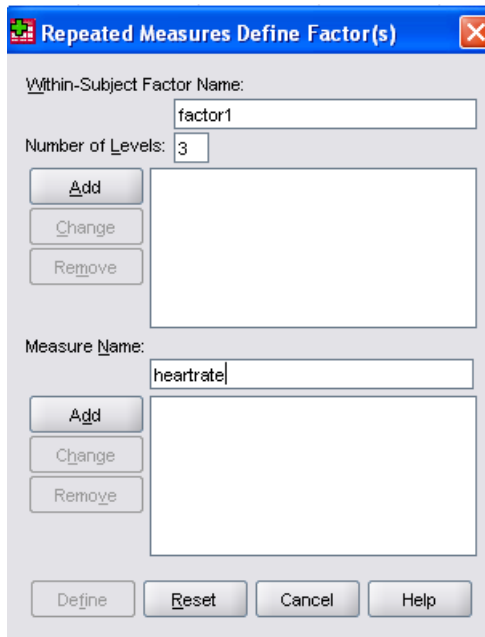 Repeated Measures Define Factor(s)
Within-Subject Factor Name:
factor1
Number of Levels: 3
Add
Change
Remove
Measure Name:
heartrate
Add
Change
Remove
Define Reset Cancel Help